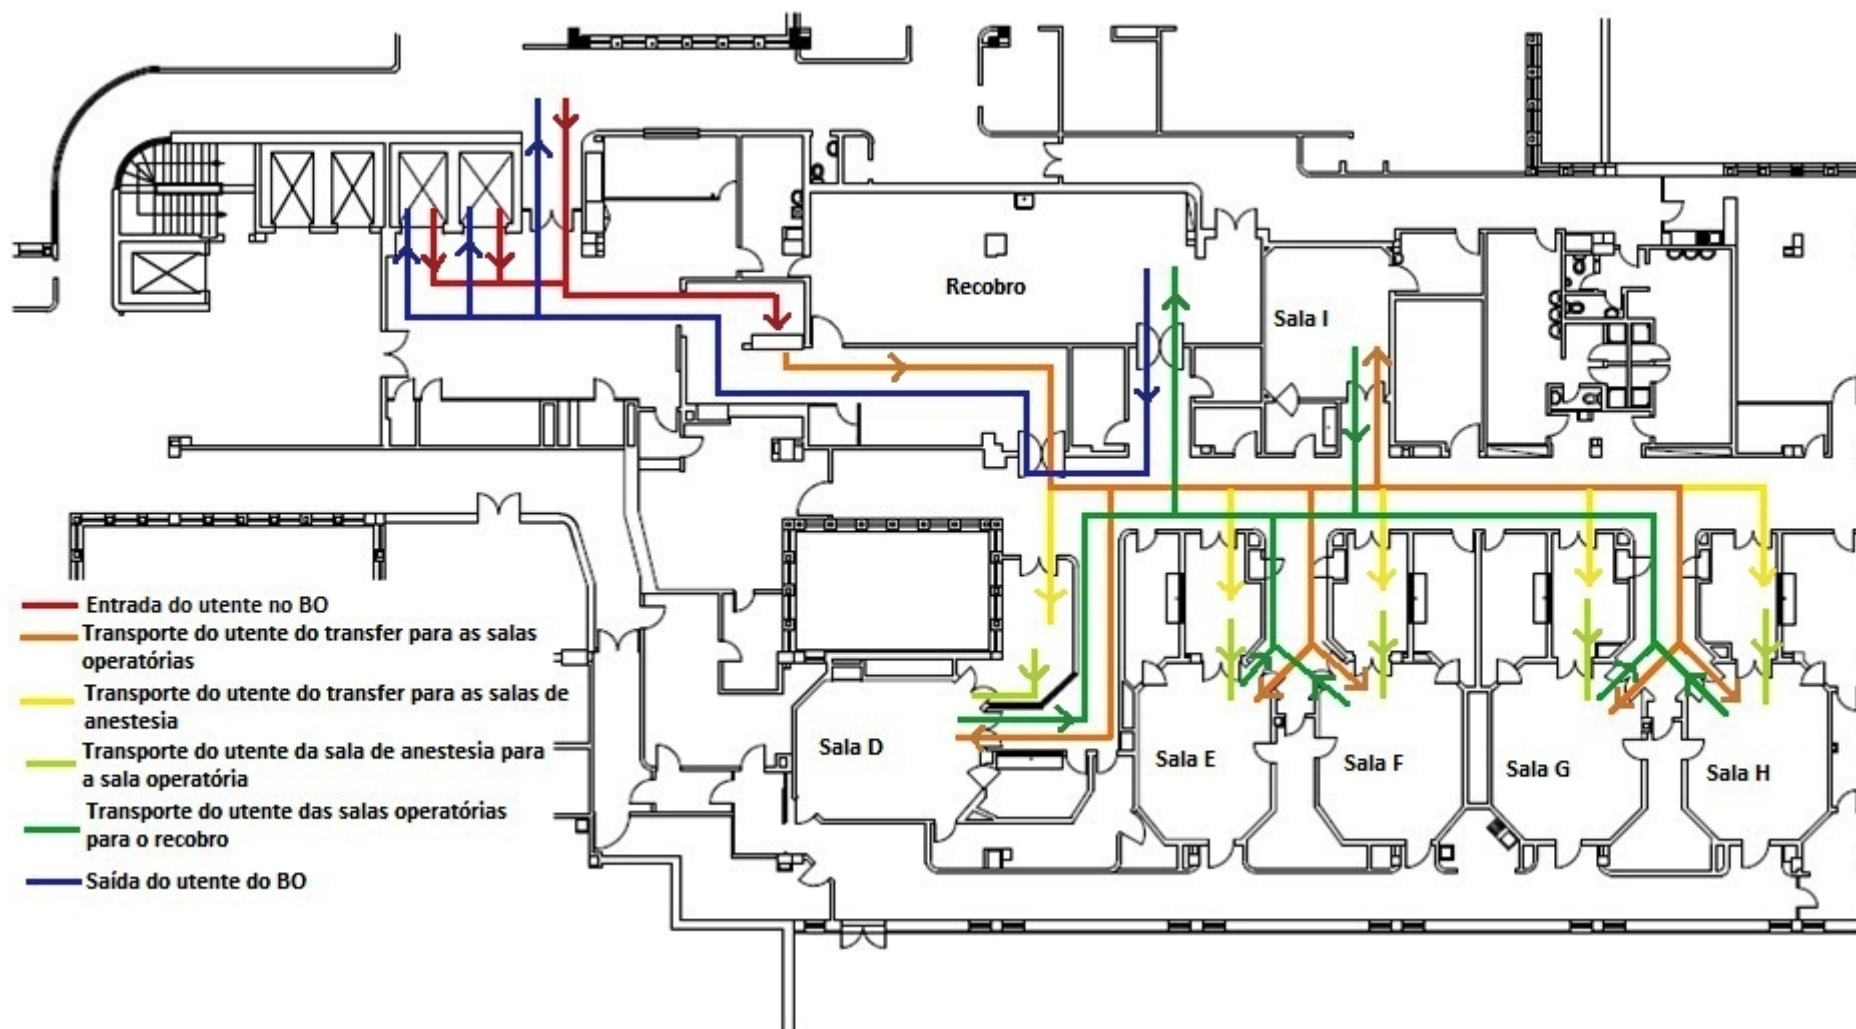 Recobro
Sala I
Entrada do utente no BO
Transporte do utente do transfer para as salas
operatórias
Transporte do utente do transfer para as salas de
anestesia
Transporte do utente da sala de anestesia para
a sala operatória
Transporte do utente das salas operatórias
para o recobro
Saída do utente do BO
Sala D
Sala E
Sala F
Sala G
Sala H